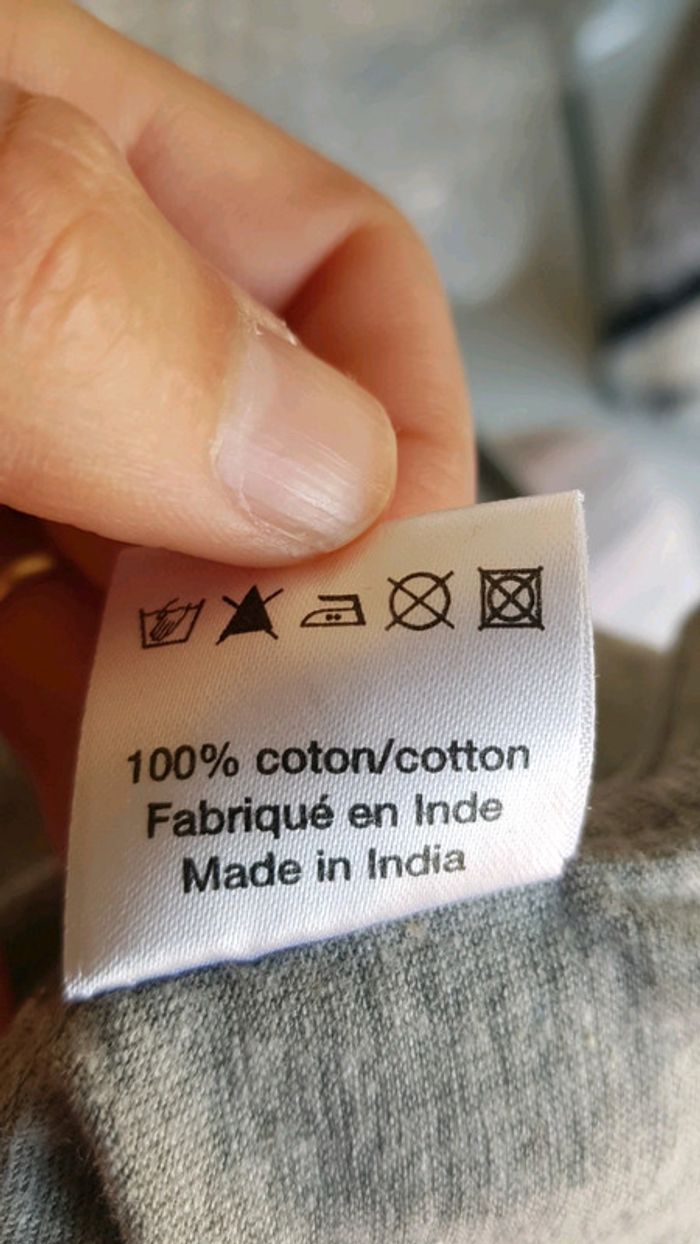 100% coton/cotton
Fabriqué en Inde
Made in India